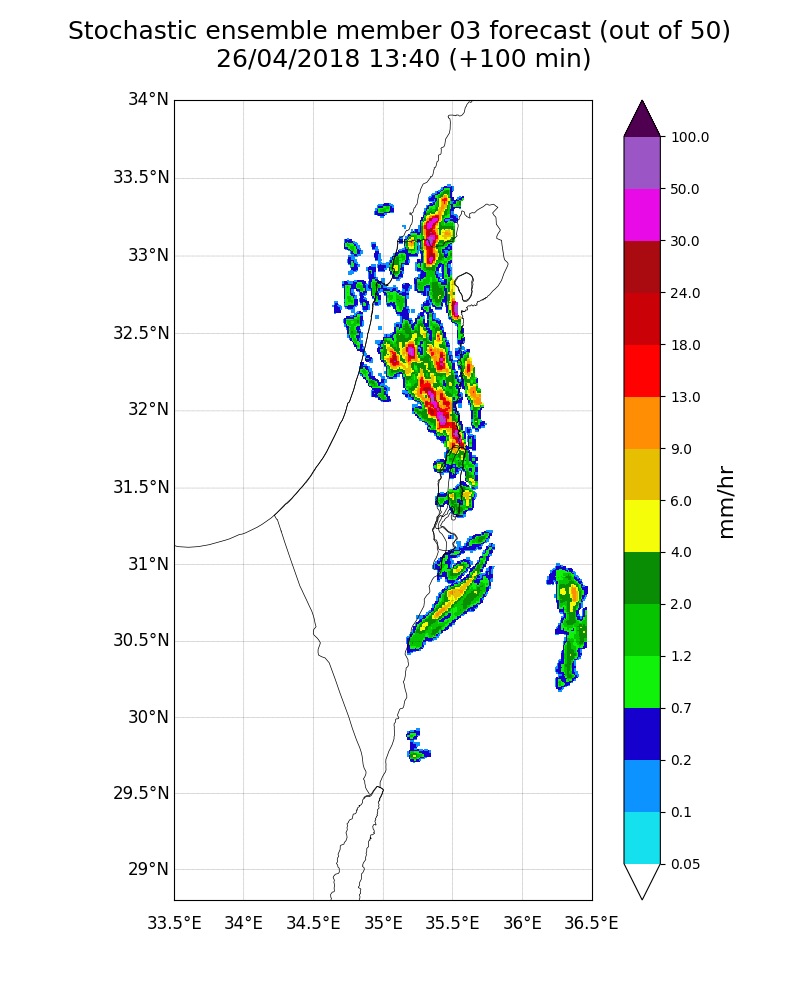 Stochastic ensemble member 03 forecast (out of 50)
26/04/2018 13:40 (+100 min)
34°N
33.5°N
33°N
32.5°N
32°N
31.5°N
31°N
30.5°N
30°N
29.5°N
29°N
33.5°E
34°E
34.5°E
35°E
35.5°E
36°E
36.5°E
100.0
50.0
30.0
24.0
18.0
13.0
9.0
6.0
4.0
2.0
1.2
0.7
0.2
0.1
0.05
mm/hr